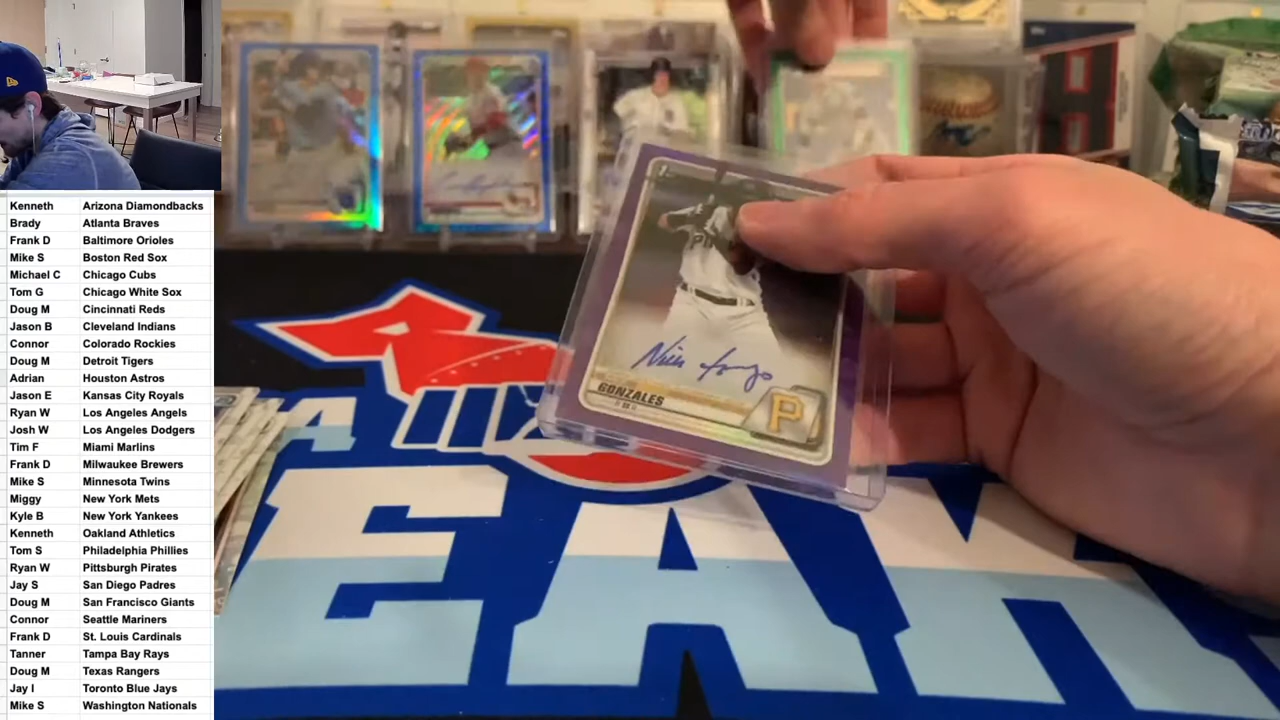 Kenneth Arizona Diamondbacks
Brady Atlanta Braves
Frank D Baltimore Orioles
Mike S Boston Red Sox
Michael C Chicago Cubs
Tom G Chicago White Sox
Doug M Cincinnati Reds
Jason B Cleveland Indians
Connor Colorado Rockies
Doug M Detroit Tigers
Adrian Houston Astros
Jason E Kansas City Royals
Ryan W Los Angeles Angels
Josh W Los Angeles Dodgers
Tim F Miami Marlins
Frank D Milwaukee Brewers
Mike S Minnesota Twins
Miggy New York Mets
Kyle B New York Yankees
Kenneth Oakland Athletics
Tom S Philadelphia Phillies
Ryan W Pittsburgh Pirates
Jay S San Diego Padres
Doug M San Francisco Giants
Connor Seattle Mariners
Frank D St. Louis Cardinals
Tanner Tampa Bay Rays
Doug M Texas Rangers
Jay I Toronto Blue Jays
Mike S Washington Nationals
GONZALES
P